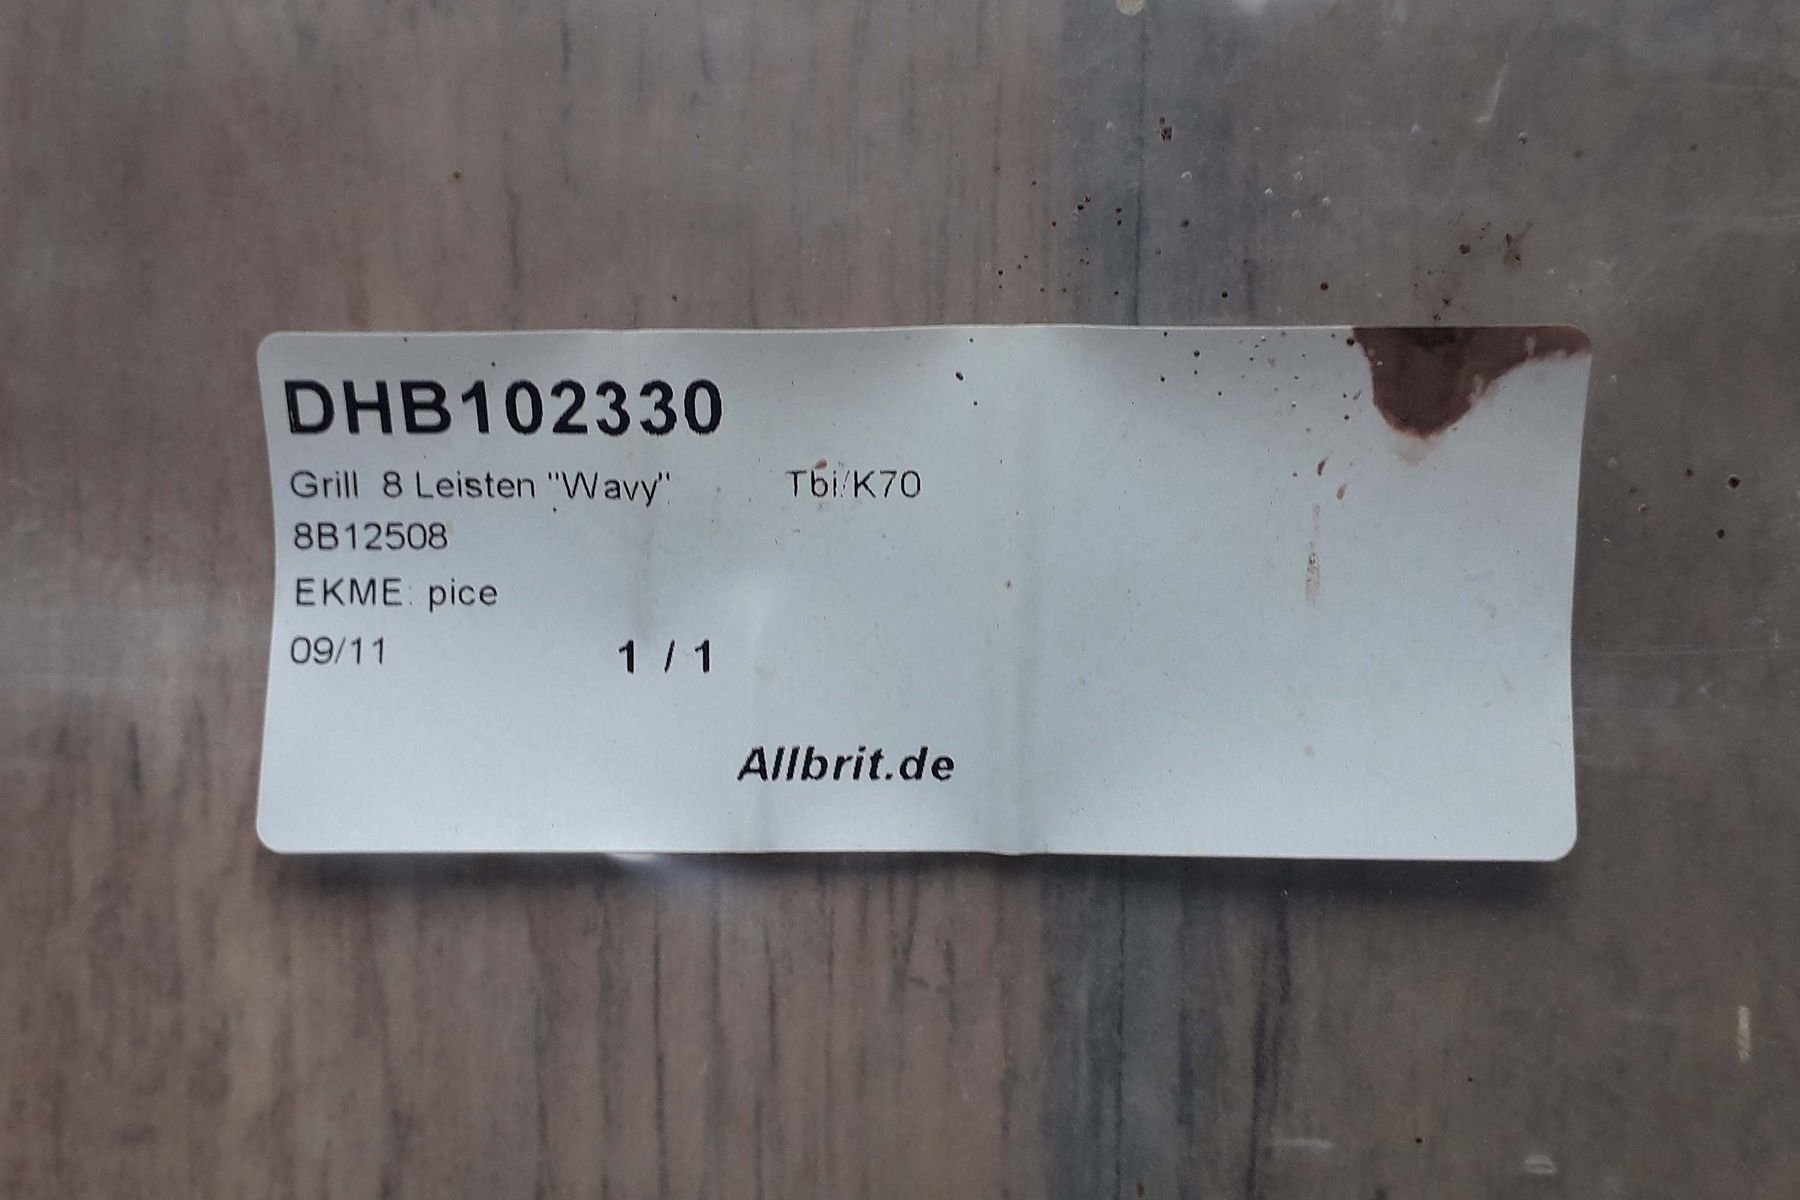 DHB102330
Grill 8 Leisten "Wavy" Tbi/K70
8B12508
EKME: pice
09/11 1 / 1
Allbrit.de